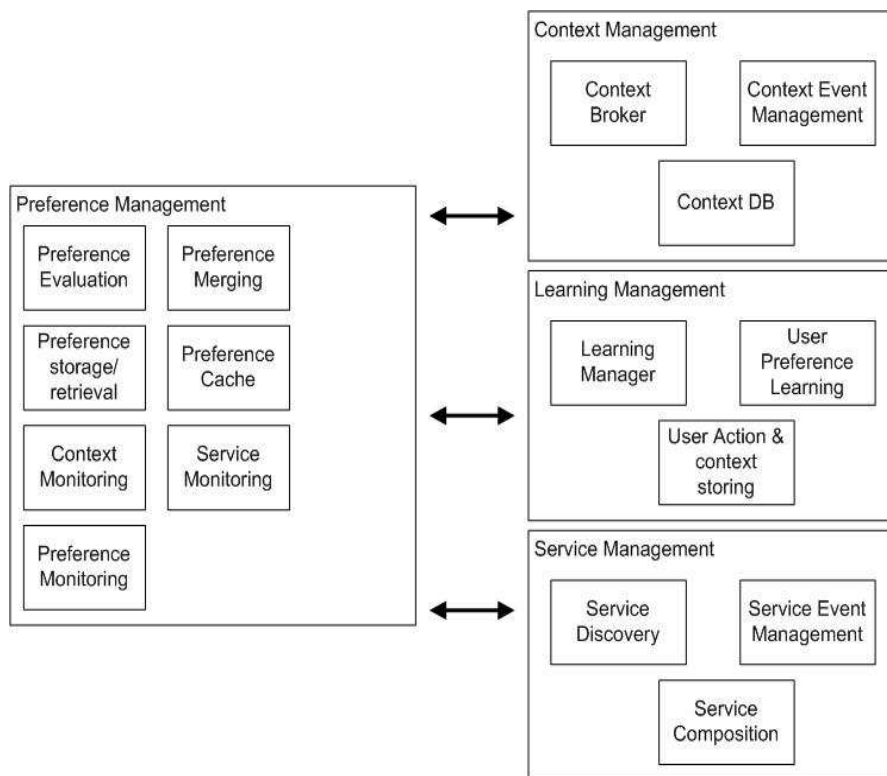 Preference Management
Preference
Evaluation
Preference
Merging
Preference
storage/
retrieval
Preference
Cache
Context
Monitoring
Service
Monitoring
Preference
Monitoring
Context Management
Context
Broker
Context Event
Management
Context DB
Learning Management
Learning
Manager
User
Preference
Learning
User Action &
context
storing
Service Management
Service
Discovery
Service Event
Management
Service
Composition